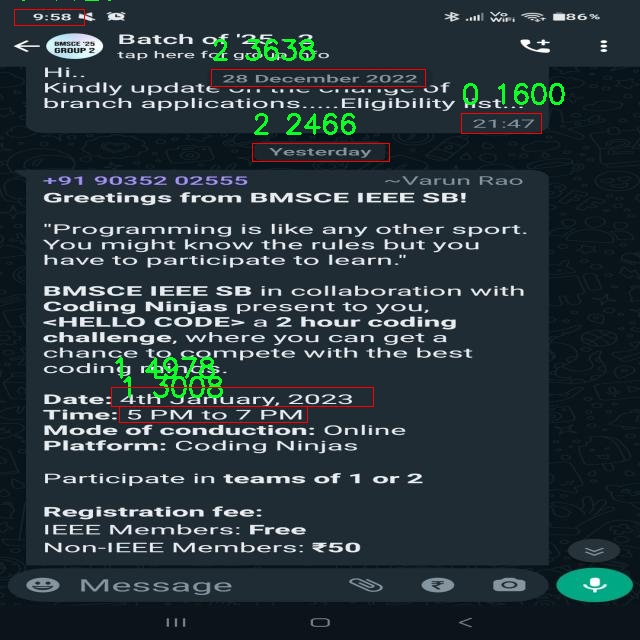 9:58
Vo
WiFi
86%
BMSCE '25
GROUP 2
Batch of '25
2
tap here for group info
2 3638
Hi..
28 December 2022
Kindly update on the change of
0 1600
branch applications.....Eligibility list...
2 2466
21:47
Yesterday
+91 90352 02555 ~Varun Rao
Greetings from BMSCE IEEE SB!
"Programming is like any other sport.
You might know the rules but you
have to participate to learn."
BMSCE IEEE SB in collaboration with
Coding Ninjas present to you,
<HELLO CODE> a 2 hour coding
challenge, where you can get a
chance to compete with the best
coding minds.
1 4978
1 3008
Date: 4th January, 2023
Time: 5 PM to 7 PM
Mode of conduction: Online
Platform: Coding Ninjas
Participate in teams of 1 or 2
Registration fee:
IEEE Members: Free
Non-IEEE Members: ₹50
Message